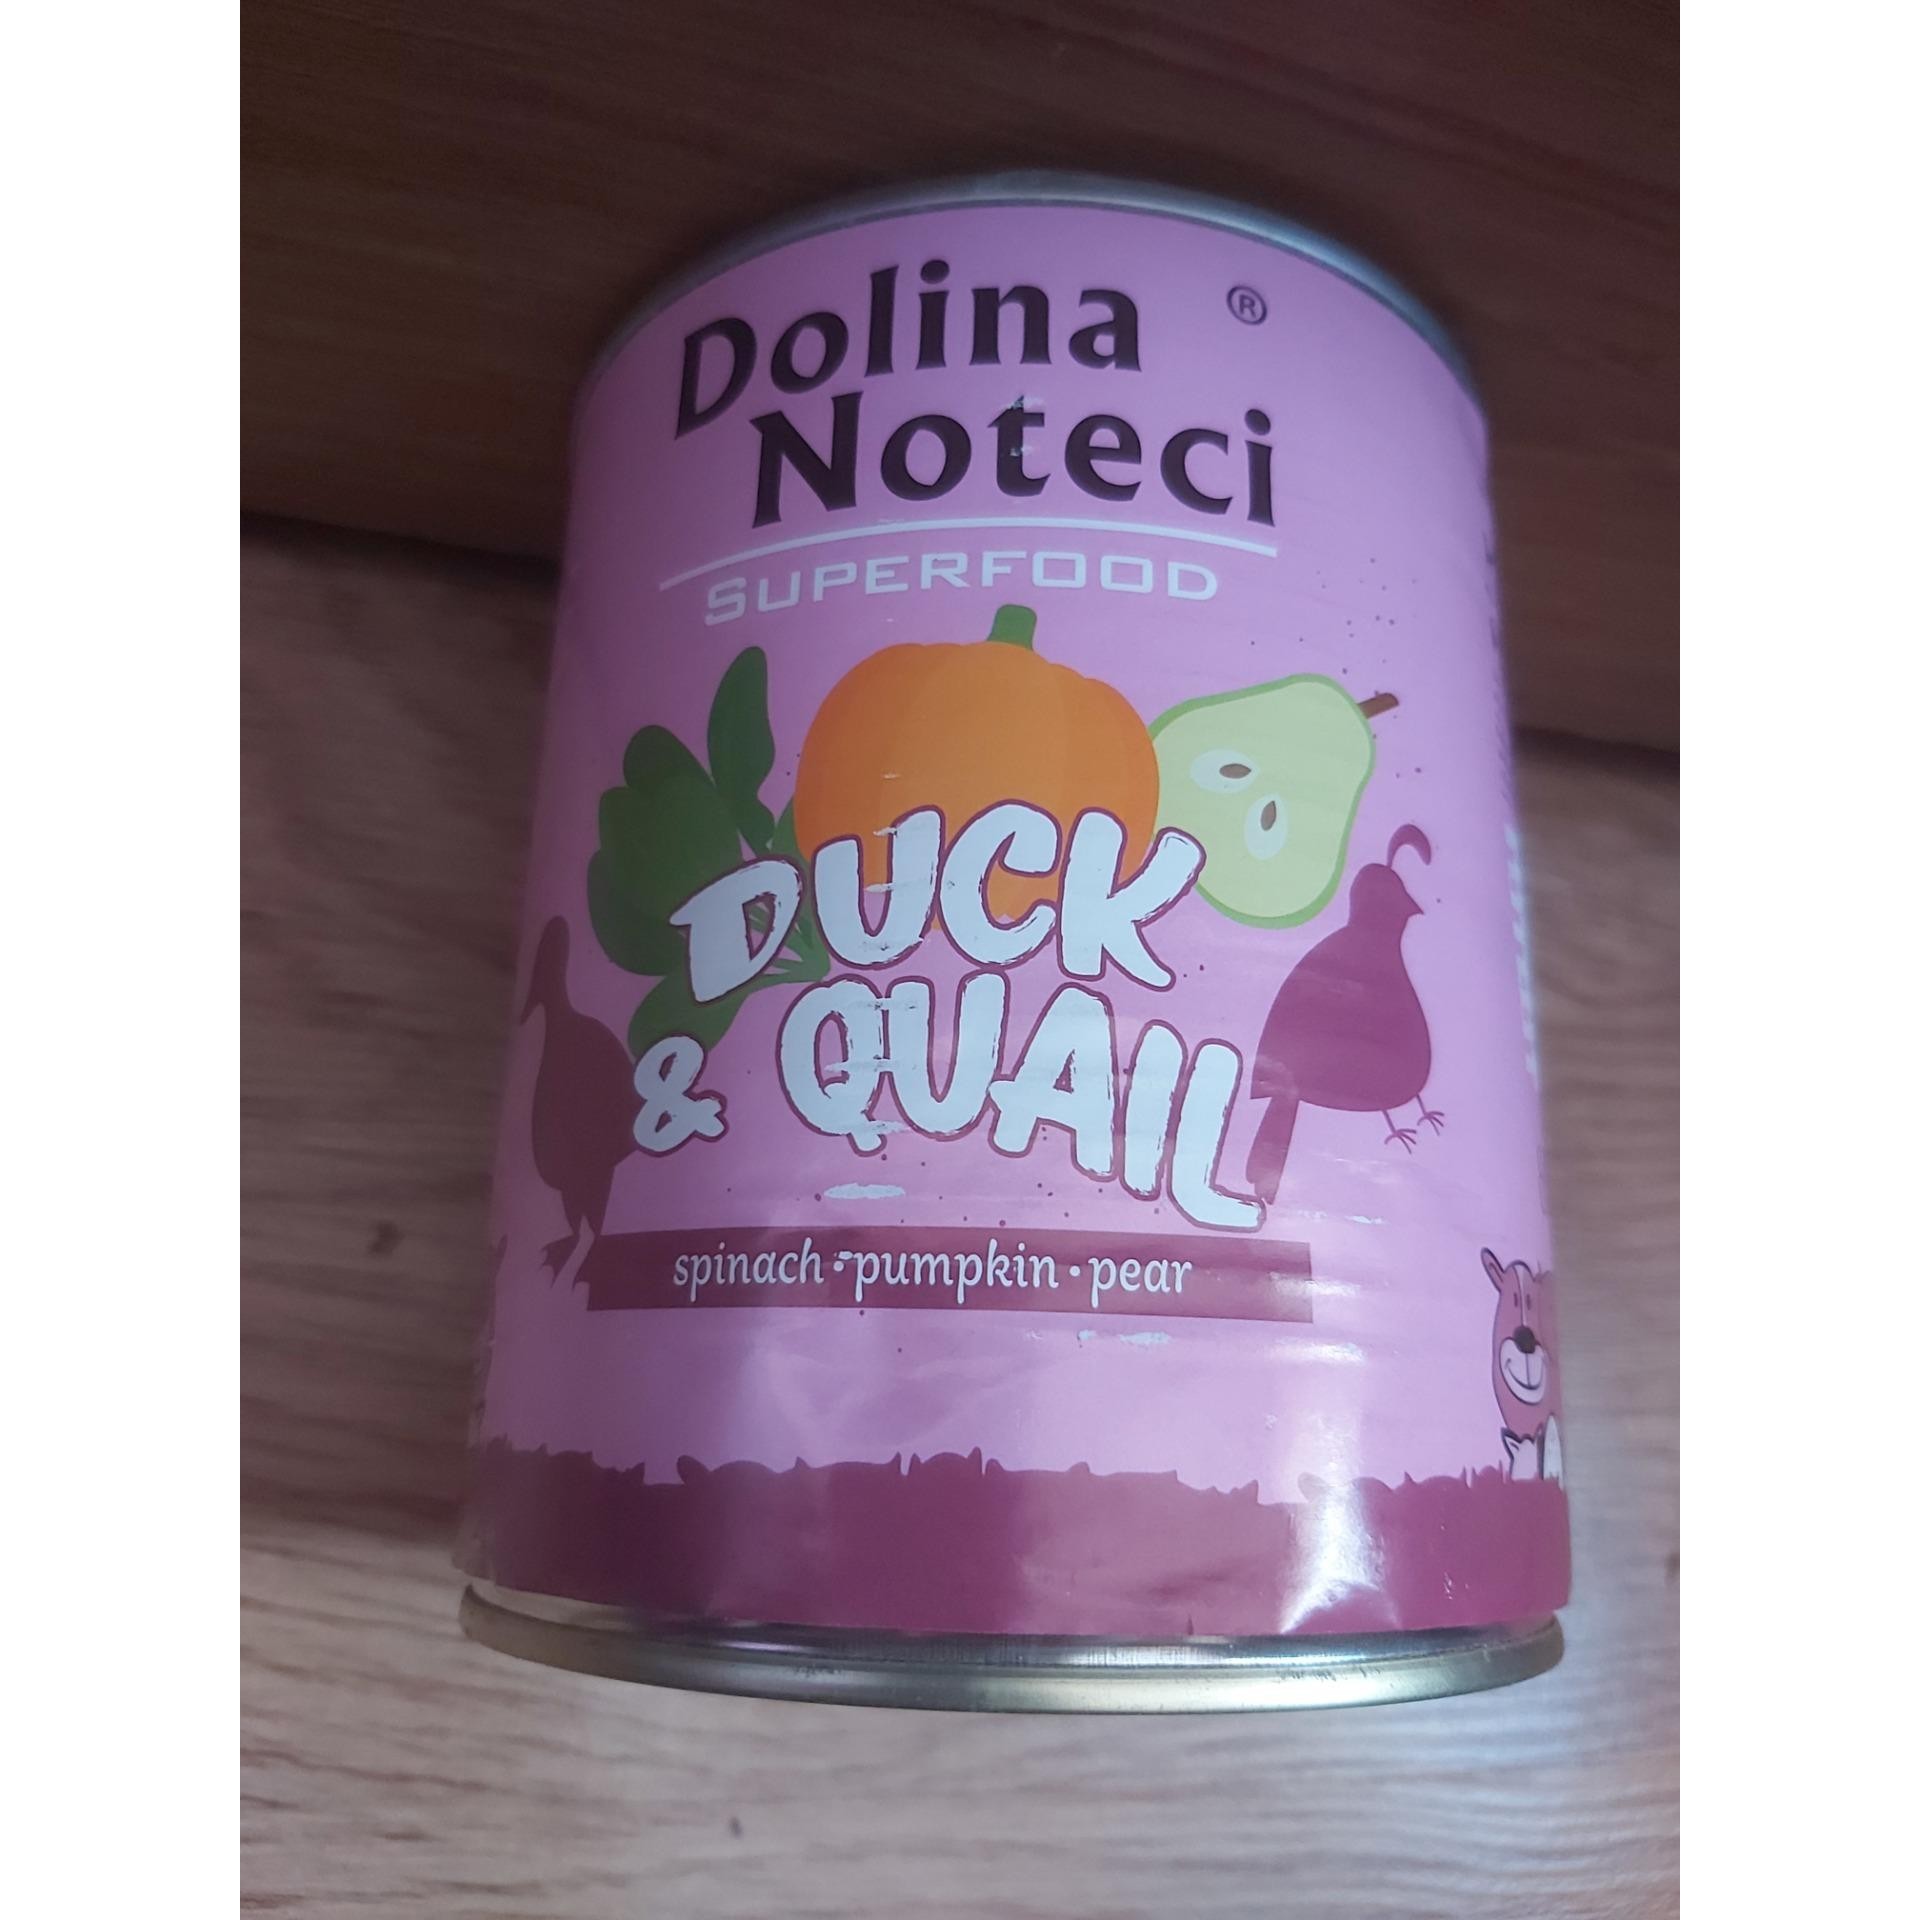 Dolina ®
Noteci
SUPERFOOD
DUCK
& QUAIL
spinach • pumpkin • pear